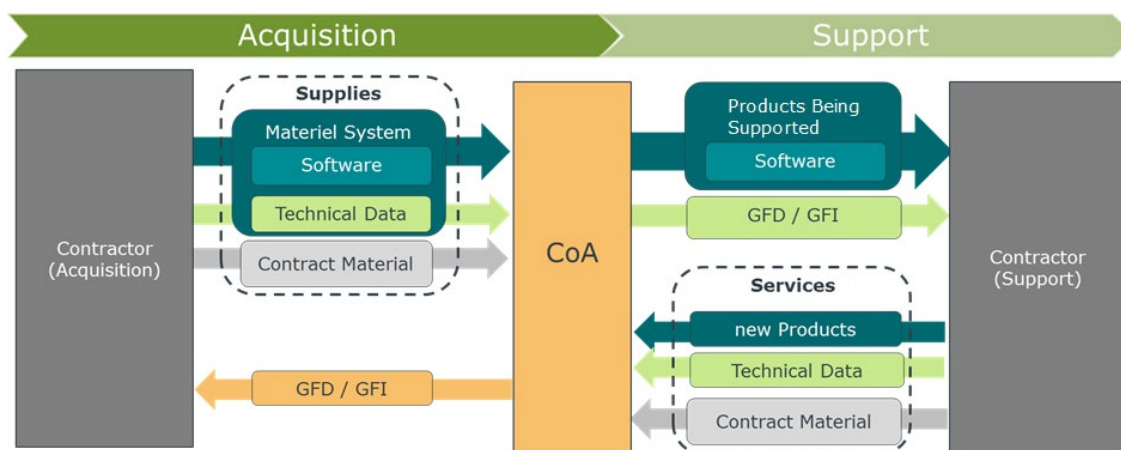 Acquisition
Support
Supplies
Materiel System
Software
Technical Data
Contract Material
Contractor
(Acquisition)
GFD / GFI
CoA
Products Being
Supported
Software
GFD / GFI
Services
new Products
Technical Data
Contract Material
Contractor
(Support)